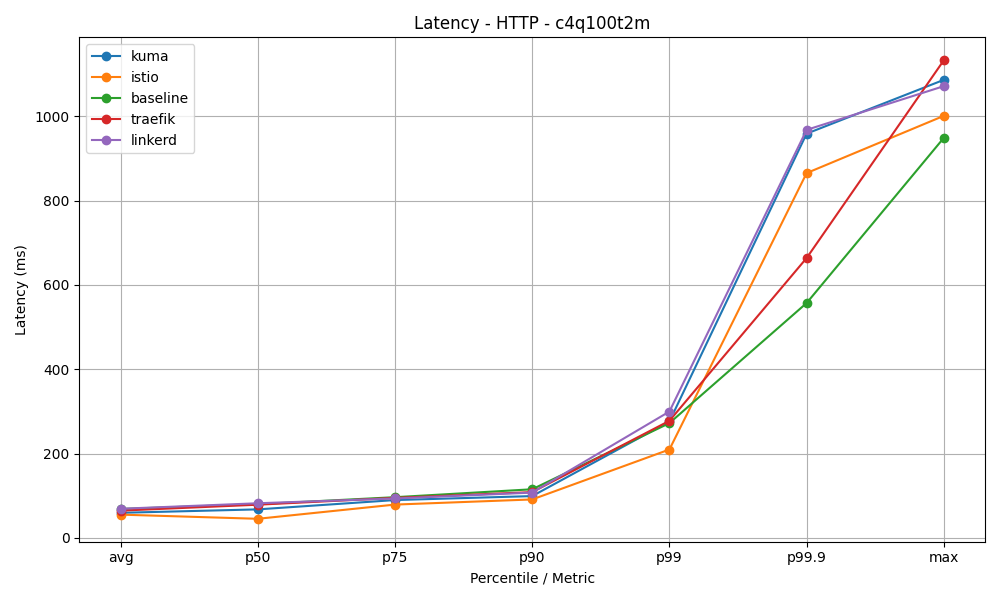 Latency - HTTP - c4q100t2m
kuma
istio
baseline
traefik
linkerd
Latency (ms)
1000
800
600
400
200
0
avg p50 p75 p90 p99 p99.9 max
Percentile / Metric